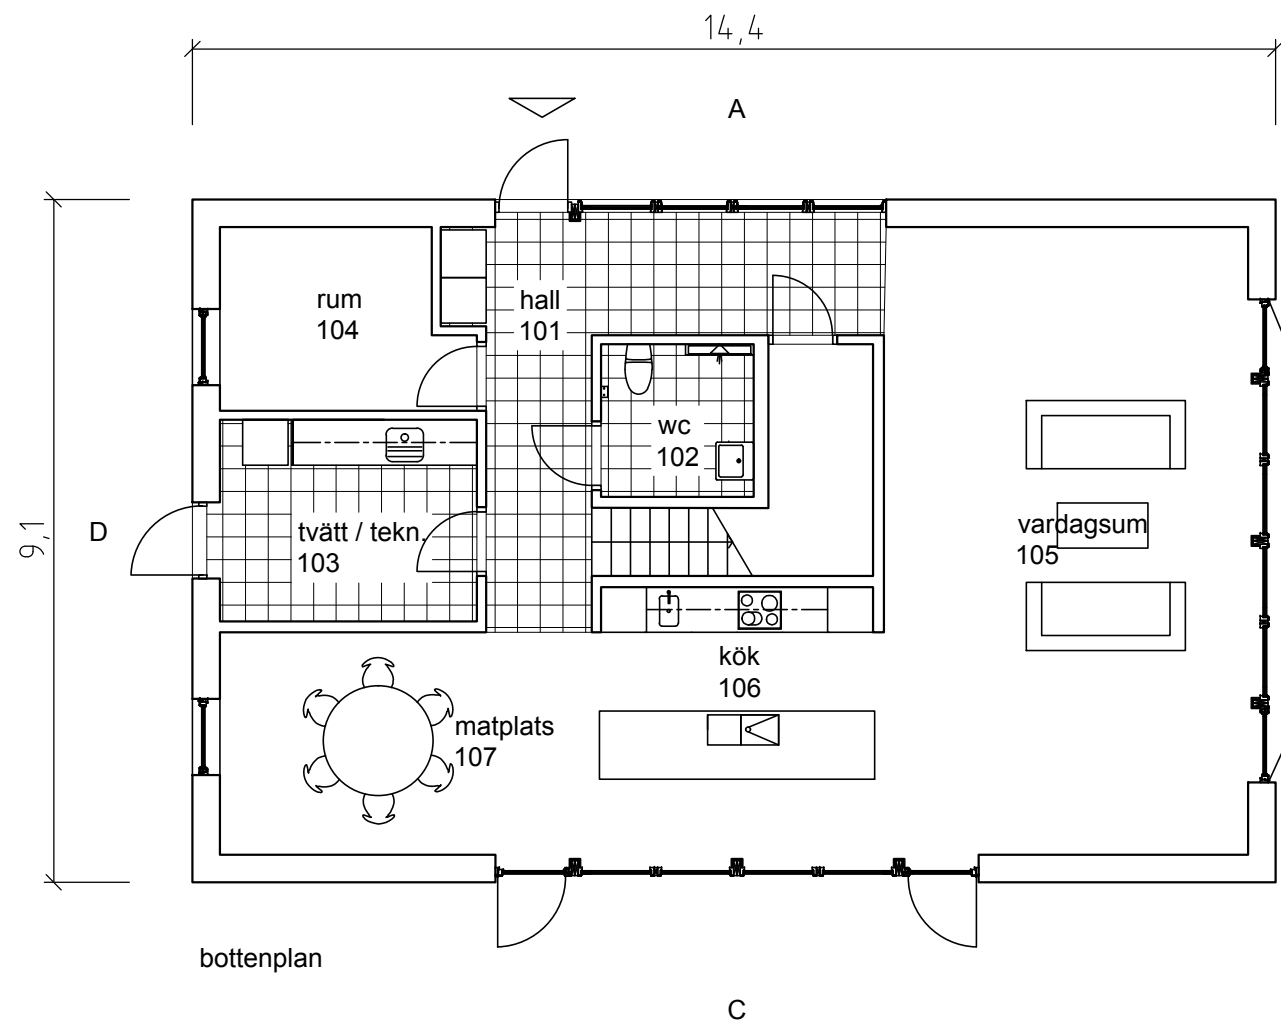 14,4
A
rum
104
hall
101
wc
102
9,1
D
tvätt / tekn.
103
vardagsum
105
kök
106
matplats
107
bottenplan
C